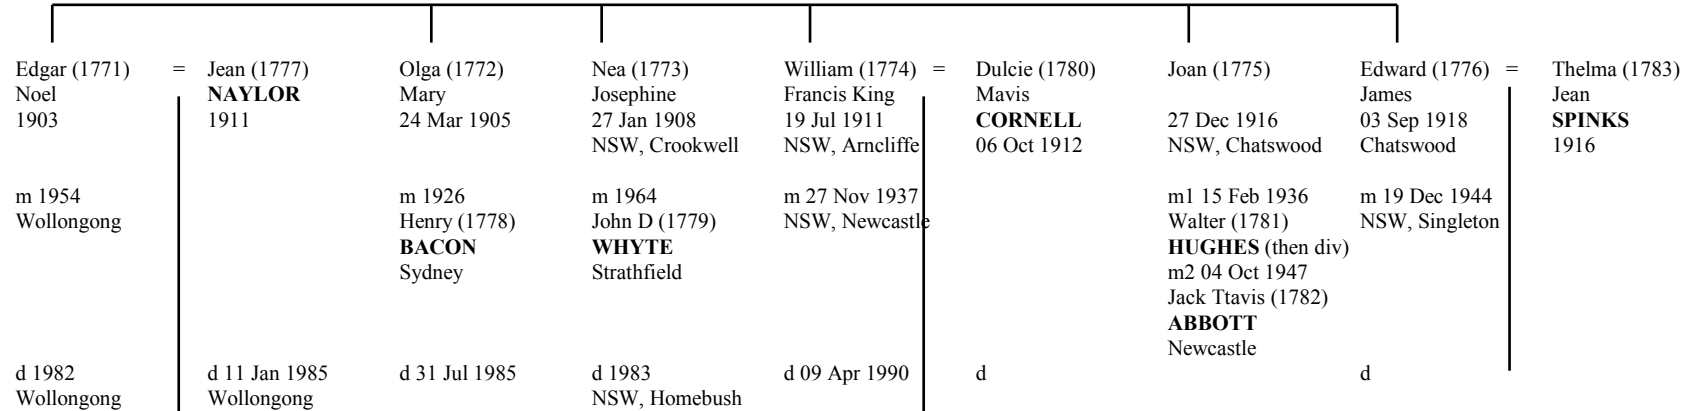 Edgar (1771) = Jean (1777) Olga (1772) Nea (1773) William (1774) = Dulcie (1780) Joan (1775) Edward (1776) = Thelma (1783)
Noel NAYLOR Mary Josephine Francis King Mavis James Jean
1903 1911 24 Mar 1905 27 Jan 1908 19 Jul 1911 CORNELL 27 Dec 1916 03 Sep 1918 SPINKS
NSW, Crookwell NSW, Arncliffe 06 Oct 1912 NSW, Chatswood Chatswood 1916
m 1954 m 1926 m 1964 m 27 Nov 1937 m1 15 Feb 1936 m 19 Dec 1944
Wollongong Henry (1778) John D (1779) NSW, Newcastle Walter (1781) NSW, Singleton
BACON WHYTE HUGHES (then div)
Sydney Strathfield m2 04 Oct 1947
Jack Ttavis (1782)
ABBOTT
Newcastle
d 1982 d 11 Jan 1985 d 31 Jul 1985 d 1983 d 09 Apr 1990 d d
Wollongong Wollongong NSW, Homebush